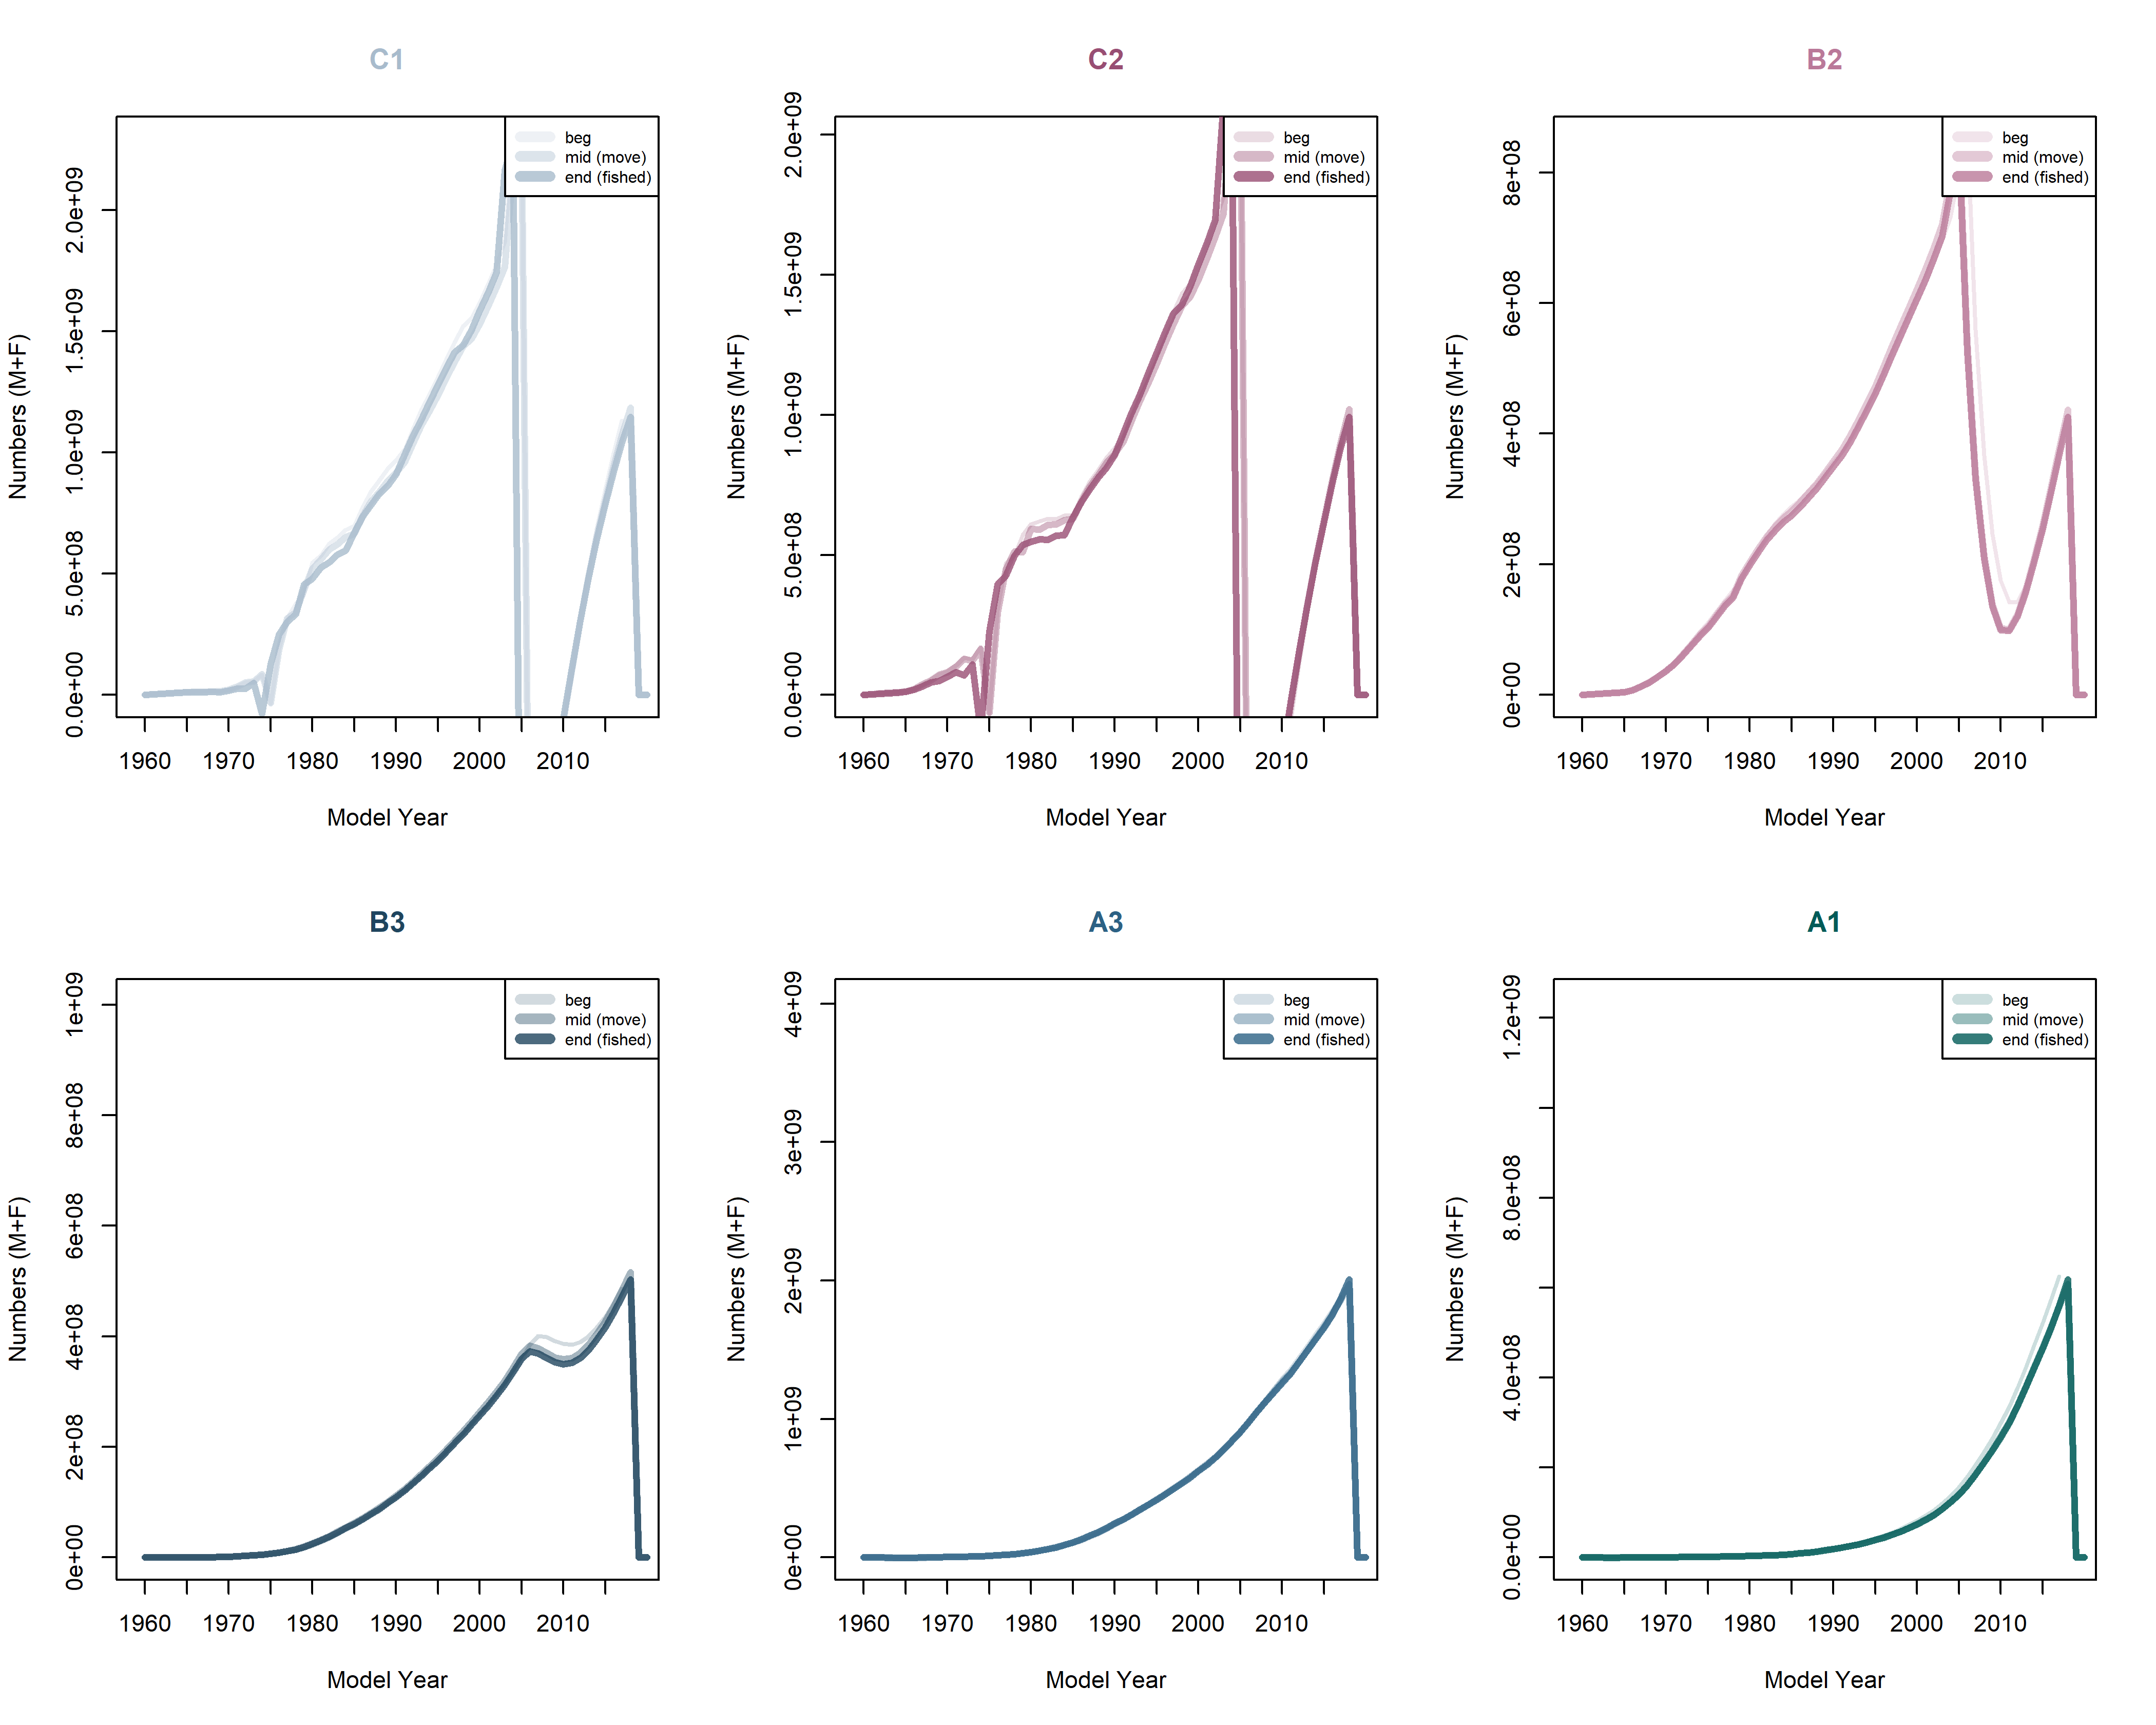 C1
Numbers (M+F)
0.0e+00
5.0e+08
1.0e+09
1.5e+09
2.0e+09
beg
mid (move)
end (fished)
1960 1970 1980 1990 2000 2010
Model Year
C2
Numbers (M+F)
0.0e+00
5.0e+08
1.0e+09
1.5e+09
2.0e+09
beg
mid (move)
end (fished)
1960 1970 1980 1990 2000 2010
Model Year
B2
Numbers (M+F)
0e+00
2e+08
4e+08
6e+08
8e+08
beg
mid (move)
end (fished)
1960 1970 1980 1990 2000 2010
Model Year
B3
Numbers (M+F)
0e+00
2e+08
4e+08
6e+08
8e+08
1e+09
beg
mid (move)
end (fished)
1960 1970 1980 1990 2000 2010
Model Year
A3
Numbers (M+F)
0e+00
1e+09
2e+09
3e+09
4e+09
beg
mid (move)
end (fished)
1960 1970 1980 1990 2000 2010
Model Year
A1
Numbers (M+F)
0.0e+00
4.0e+08
8.0e+08
1.2e+09
beg
mid (move)
end (fished)
1960 1970 1980 1990 2000 2010
Model Year